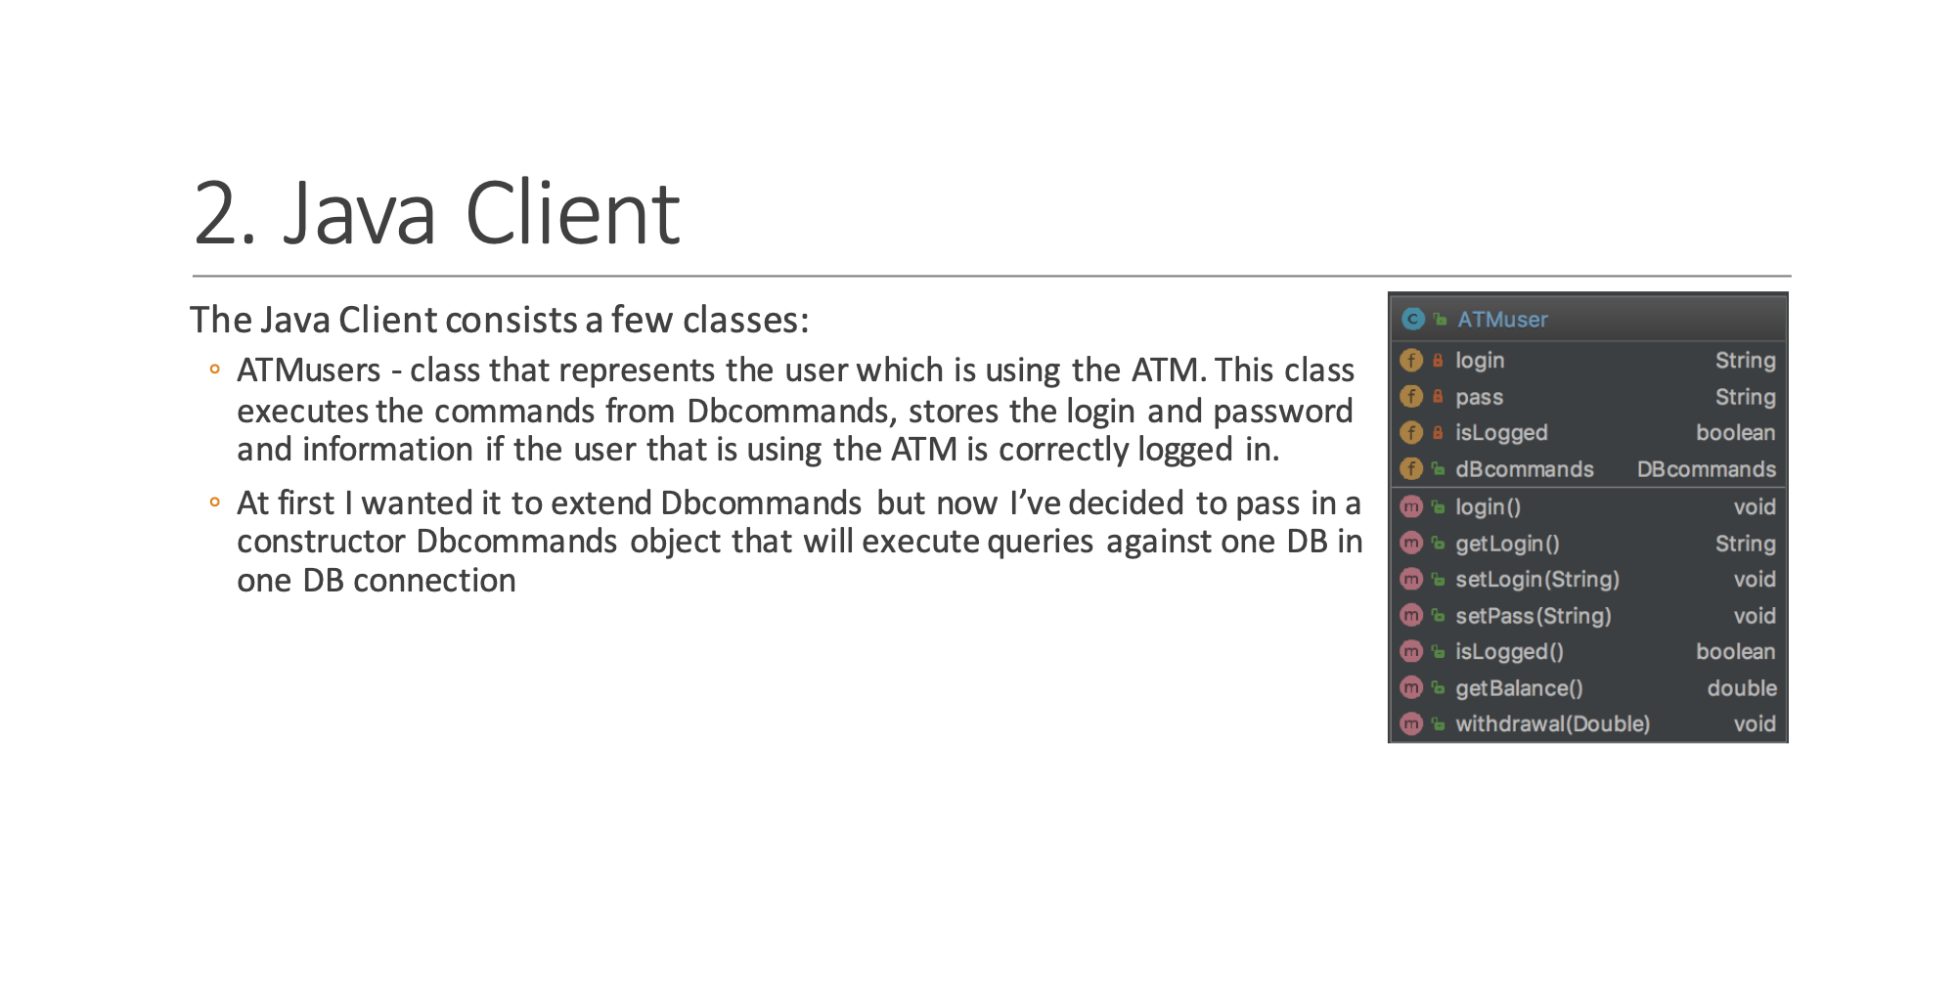 2. Java Client
The Java Client consists a few classes:
◦ ATMusers - class that represents the user which is using the ATM. This class
executes the commands from Dbcommands, stores the login and password
and information if the user that is using the ATM is correctly logged in.
◦ At first I wanted it to extend Dbcommands but now I’ve decided to pass in a
constructor Dbcommands object that will execute queries against one DB in
one DB connection
C ATMuser
f login String
f pass String
f isLogged boolean
f dBcommands DBcommands
m login() void
m getLogin() String
m setLogin(String) void
m setPass(String) void
m isLogged() boolean
m getBalance() double
m withdrawal(Double) void